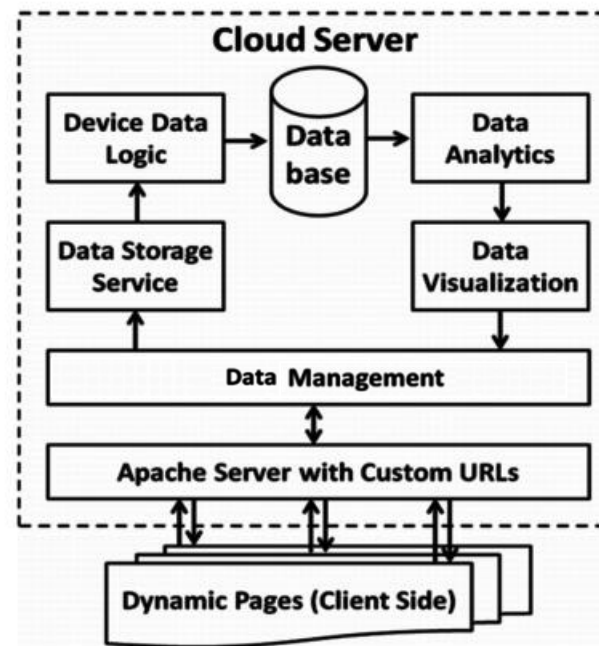 Cloud Server
Device Data
Logic
Data
base
Data
Analytics
Data Storage
Service
Data
Visualization
Data Management
Apache Server with Custom URLs
Dynamic Pages (Client Side)